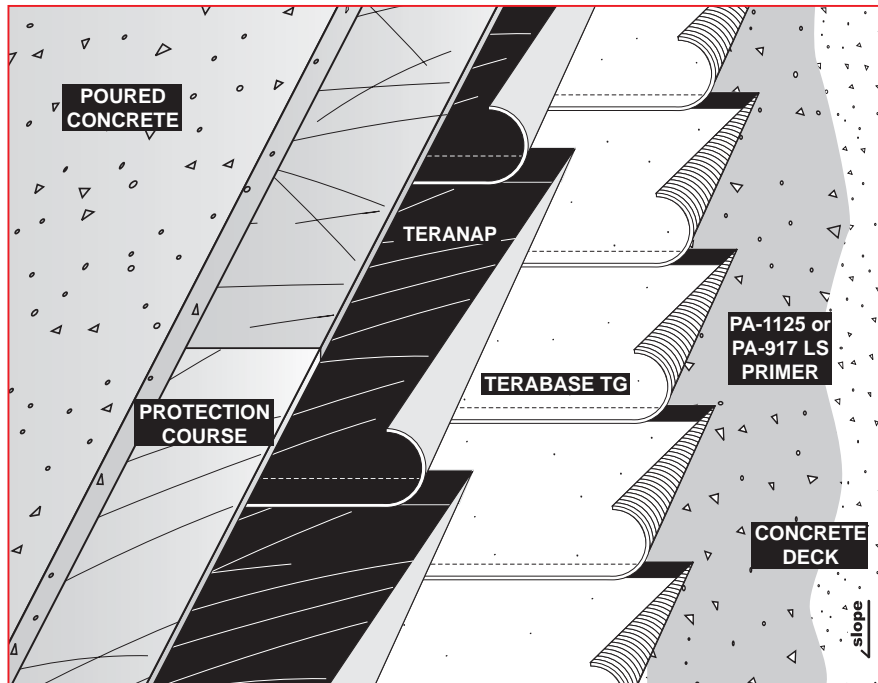 POURED
CONCRETE
TERANAP
PA-1125 or
PA-917 LS
PRIMER
TERABASE TG
PROTECTION
COURSE
CONCRETE
DECK
slope